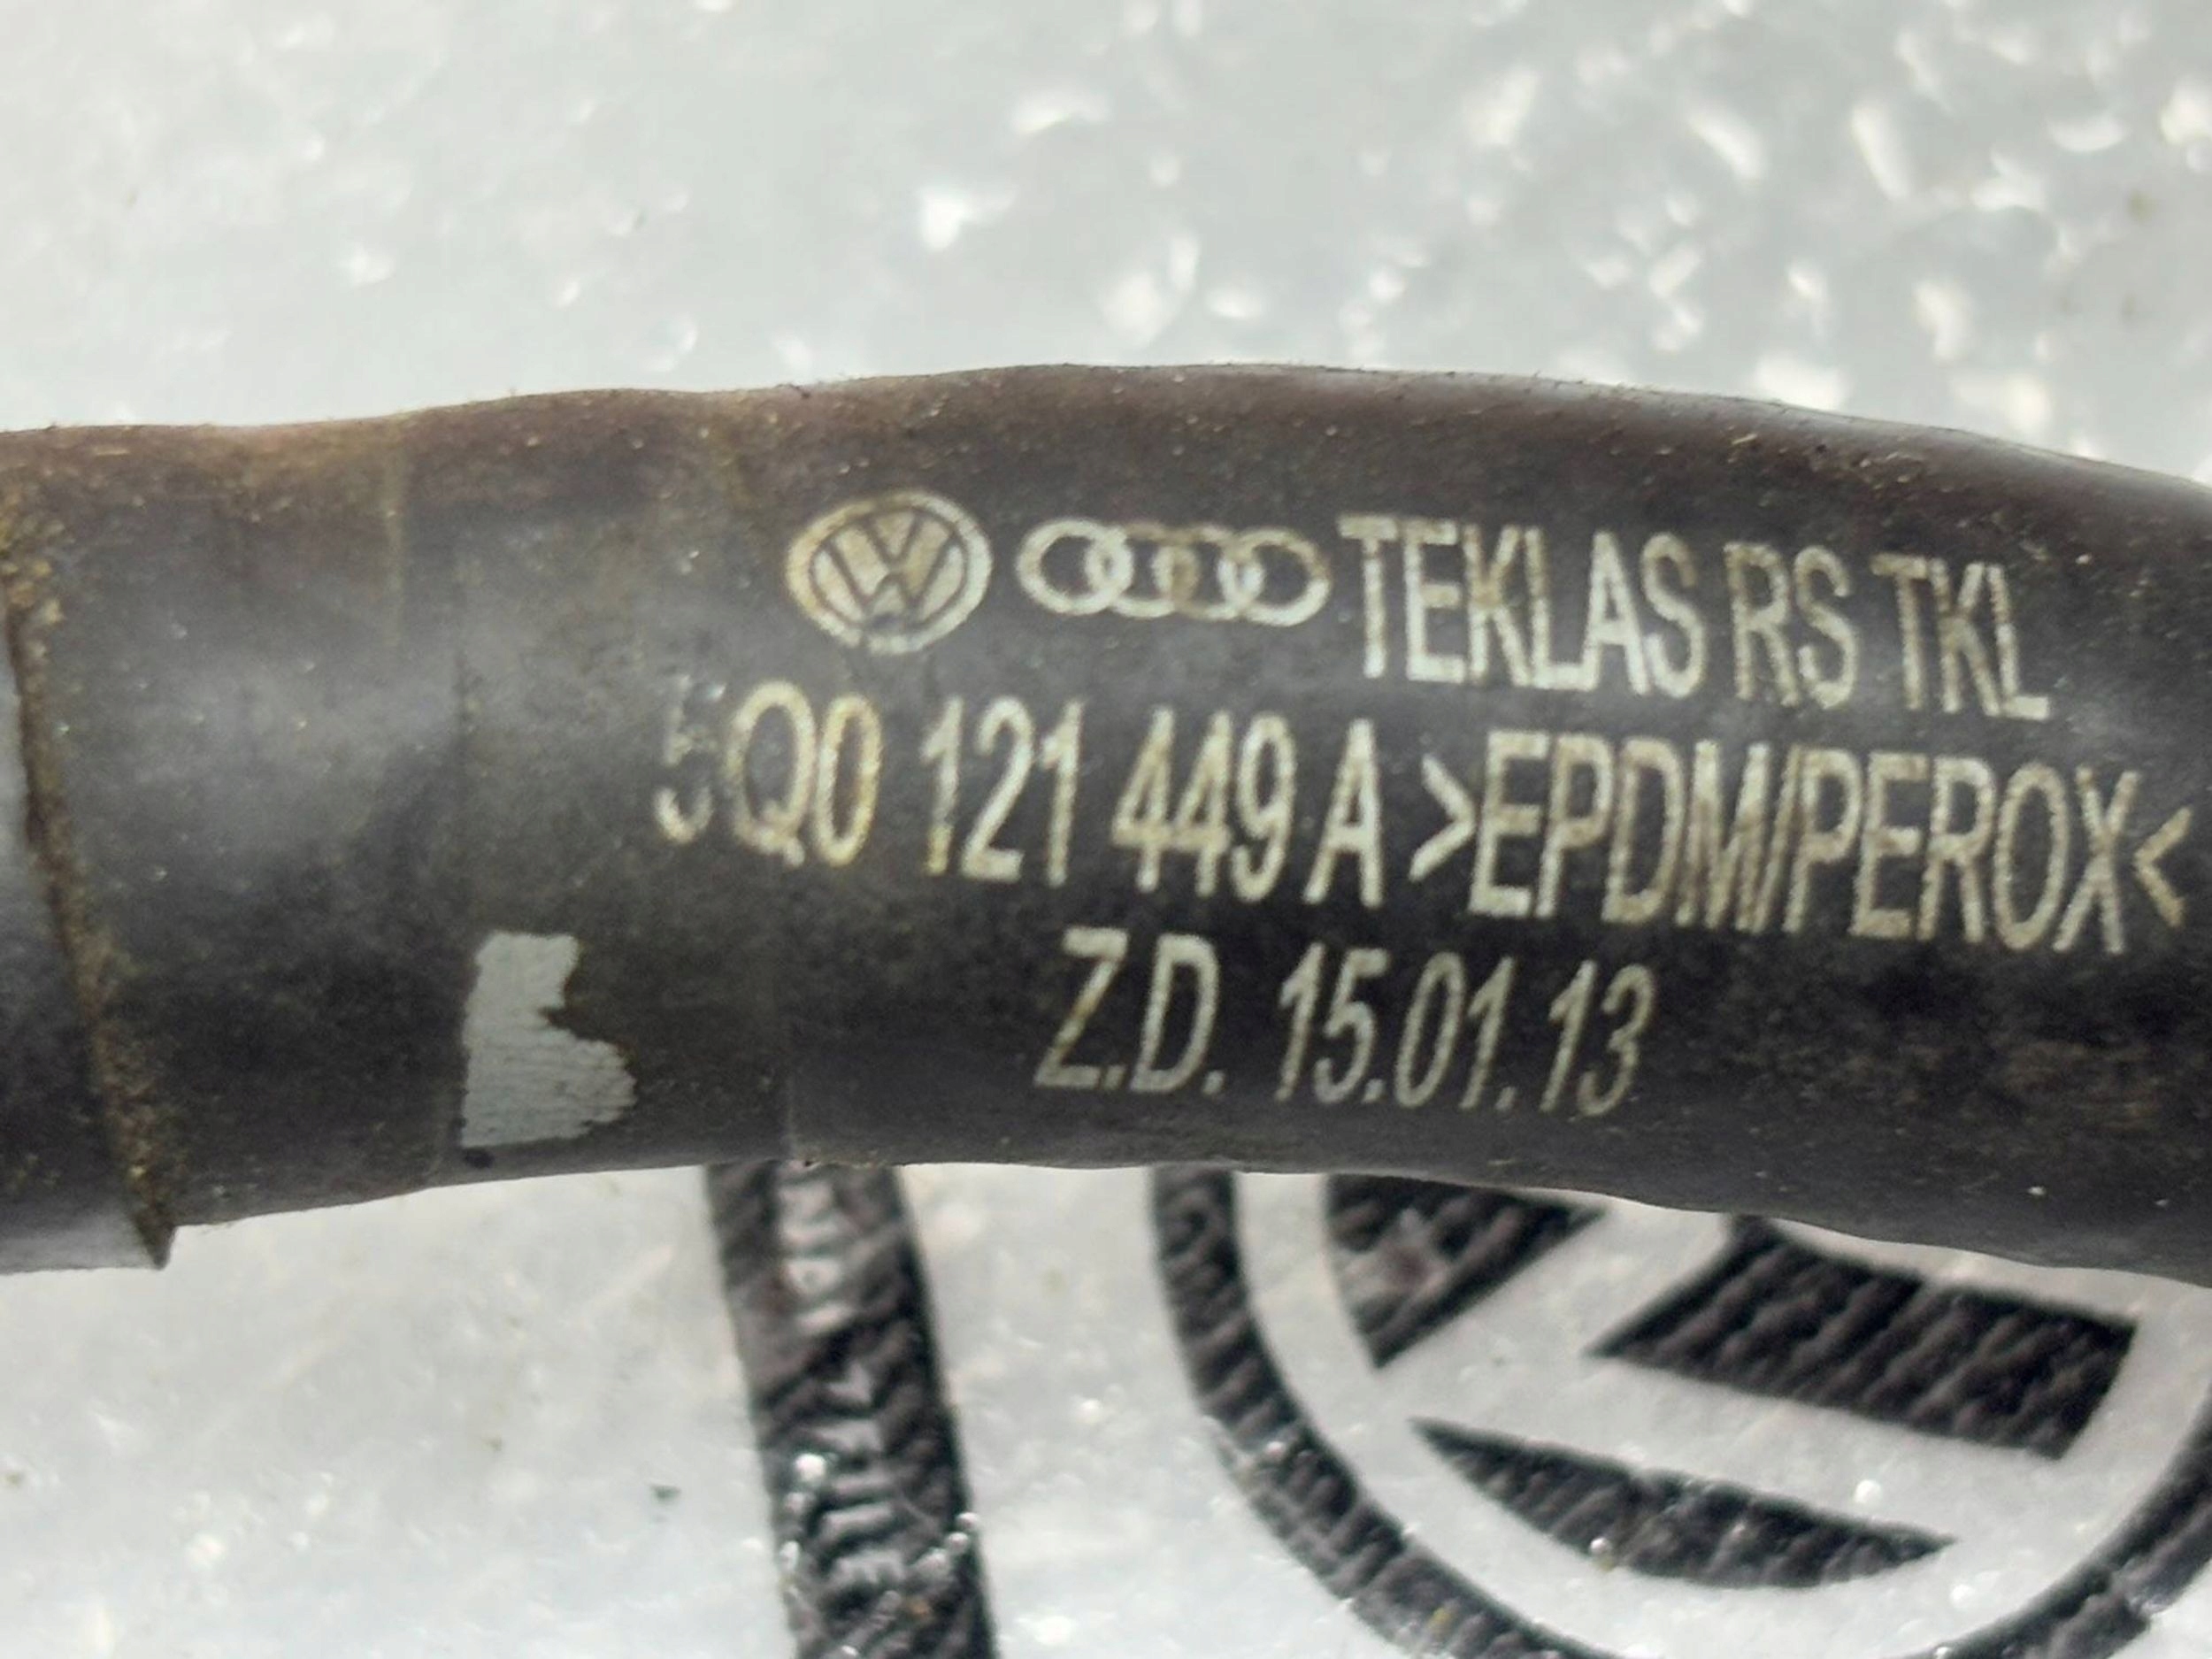 TEKLAS RS TKL
5Q0 121 449 A >EPDM/PEROX<
Z.D. 15.01.13